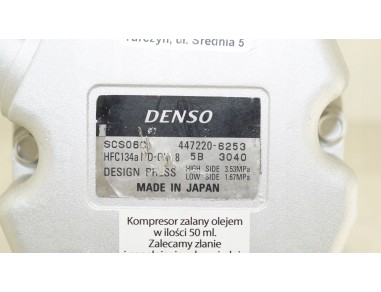 Tarczyn, ul. Średnia 5
DENSO
SCS06C 447220-6253
HFC134a 8 5B 3040
DESIGN PRESS HIGH SIDE 3.53MPa
LOW SIDE 1.67MPa
MADE IN JAPAN
Kompresor zalany olejem
w ilości 50 ml.
Zalecamy zlanie